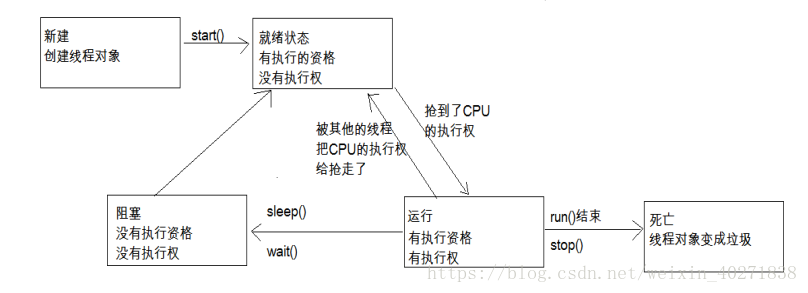 新建
创建线程对象
start()
就绪状态
有执行的资格
没有执行权
抢到了CPU
的执行权
被其他的线程
把CPU的执行权
给抢走了
阻塞
没有执行资格
没有执行权
sleep()
wait()
运行
有执行资格
有执行权
run()结束
stop()
死亡
线程对象变成垃圾
https://blog.csdn.net/weixin_40271838